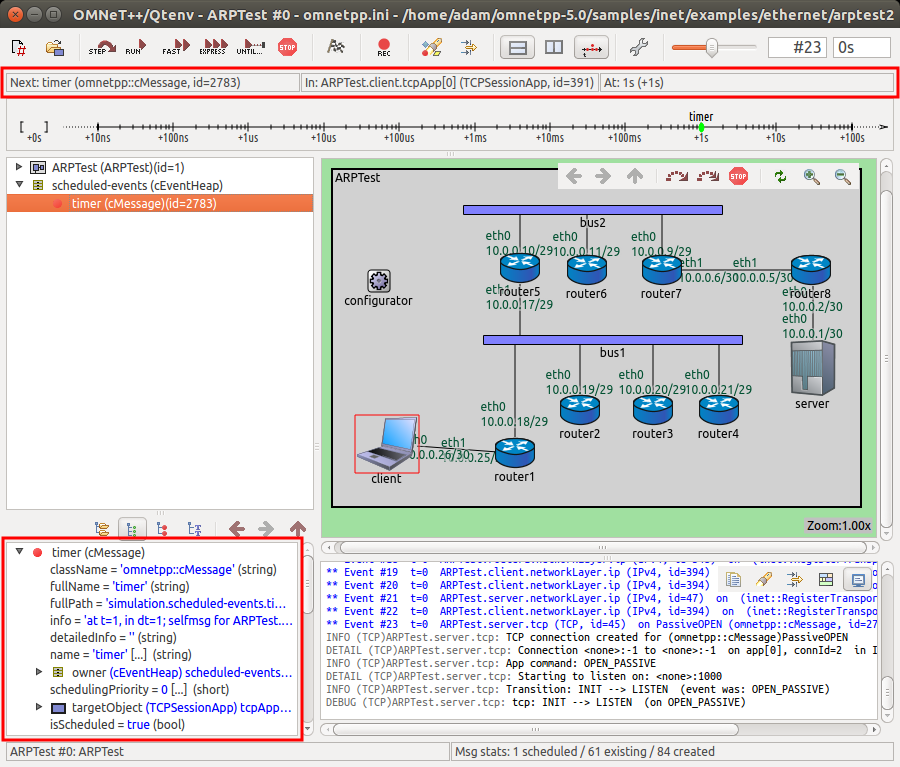 OMNeT++/Qtenv - ARPTest #0 - omnetpp.ini - /home/adam/omnetpp-5.0/samples/inet/examples/ethernet/arptest2
STEP RUN FAST EXPRESS UNTIL... STOP REC #23 0s
Next: timer (omnetpp::cMessage, id=2783) In: ARPTest.client.tcpApp[0] (TCPSessionApp, id=391) At: 1s (+1s)
timer
[ ]
+0s +10ns +100ns +1us +10us +100us +1ms +10ms +100ms +1s +10s +100s
ARPTest (ARPTest)(id=1)
scheduled-events (cEventHeap)
timer (cMessage)(id=2783)
ARPTest
STOP
bus2
eth0 eth0 eth0
10.0.0.10/29 10.0.0.11/29 10.0.0.9/29
eth1 eth1
10.0.0.6/30 10.0.0.5/30
configurator
router5 router6 router7 router8
eth1
10.0.0.17/29
eth0
10.0.0.2/30
eth0
10.0.0.1/30
bus1
server
eth0 eth0 eth0
10.0.0.19/29 10.0.0.20/29 10.0.0.21/29
eth0
10.0.0.18/29
router2 router3 router4
eth1
client
router1
Zoom:1.00x
timer (cMessage)
className = 'omnetpp::cMessage' (string)
fullName = 'timer' (string)
fullPath = 'simulation.scheduled-events.ti...
info = 'at t=1, in dt=1; selfmsg for ARPTest....
detailedInfo = '' (string)
name = 'timer' [...] (string)
owner (cEventHeap) scheduled-events...
schedulingPriority = 0 [...] (short)
targetObject (TCPSessionApp) tcpApp...
isScheduled = true (bool)
** Event #19 t=0 ARPTest.client.networkLayer.ip (IPv4, id=394)
** Event #20 t=0 ARPTest.client.networkLayer.ip (IPv4, id=394)
** Event #21 t=0 ARPTest.server.networkLayer.ip (IPv4, id=47) on (inet::RegisterTranspor
** Event #22 t=0 ARPTest.client.networkLayer.ip (IPv4, id=394) on (inet::RegisterTranspo
** Event #23 t=0 ARPTest.server.tcp (TCP, id=45) on PassiveOPEN (omnetpp::cMessage, id=27
INFO (TCP)ARPTest.server.tcp: TCP connection created for (omnetpp::cMessage)PassiveOPEN
DETAIL (TCP)ARPTest.server.tcp: Connection <none>:-1 to <none>:-1 on app[0], connId=2 in I
INFO (TCP)ARPTest.server.tcp: App command: OPEN_PASSIVE
DETAIL (TCP)ARPTest.server.tcp: Starting to listen on: <none>:1000
INFO (TCP)ARPTest.server.tcp: Transition: INIT --> LISTEN (event was: OPEN_PASSIVE)
DEBUG (TCP)ARPTest.server.tcp: tcp: INIT --> LISTEN (on OPEN_PASSIVE)
ARPTest #0: ARPTest
Msg stats: 1 scheduled / 61 existing / 84 created